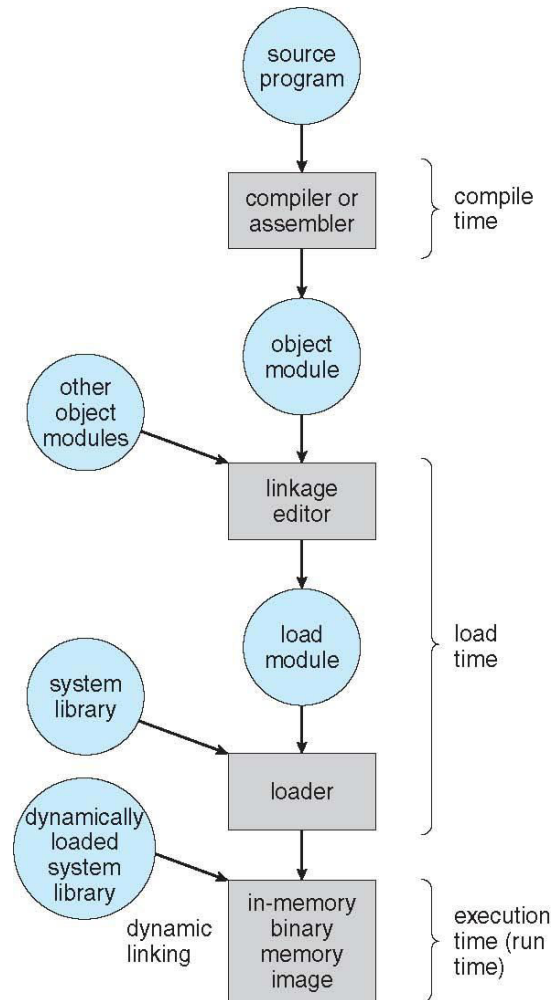 source
program
compiler or
assembler
compile
time
object
module
other
object
modules
linkage
editor
load
module
load
time
system
library
loader
dynamically
loaded
system
library
dynamic
linking
in-memory
binary
memory
image
execution
time (run
time)